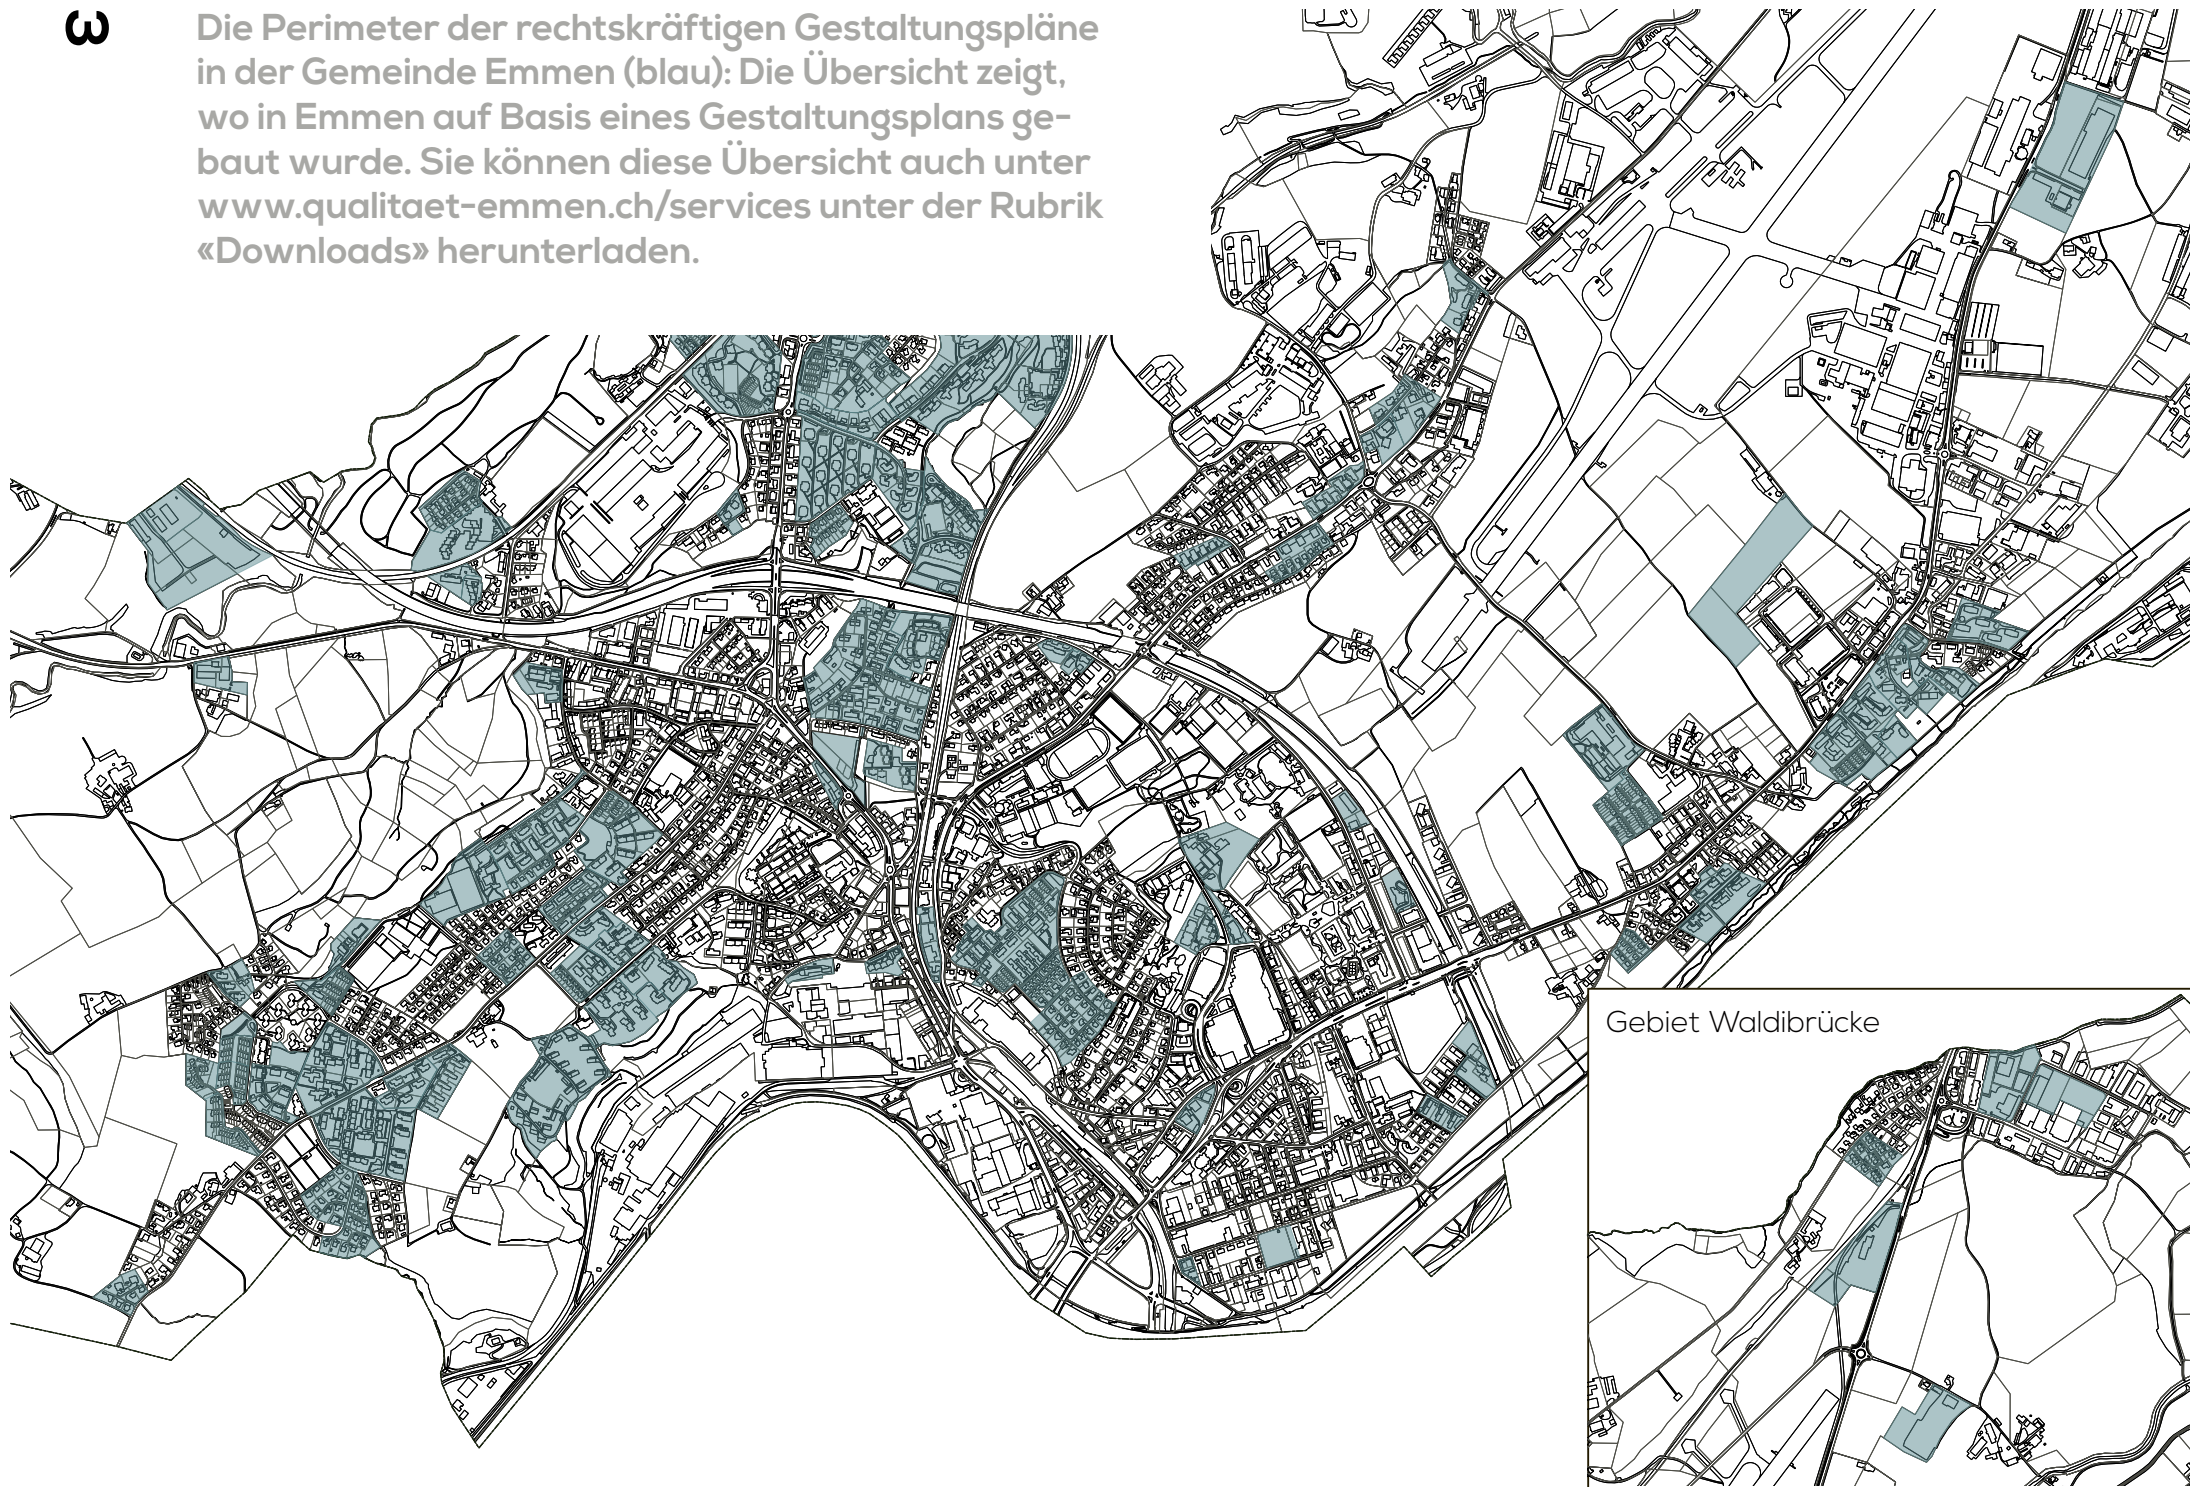 3
Die Perimeter der rechtskräftigen Gestaltungspläne
in der Gemeinde Emmen (blau): Die Übersicht zeigt,
wo in Emmen auf Basis eines Gestaltungsplans ge-
baut wurde. Sie können diese Übersicht auch unter
www.qualitaet-emmen.ch/services unter der Rubrik
«Downloads» herunterladen.
Gebiet Waldibrücke